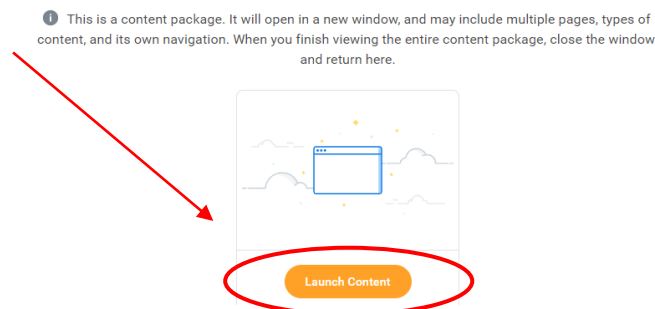 This is a content package. It will open in a new window, and may include multiple pages, types of
content, and its own navigation. When you finish viewing the entire content package, close the window
and return here.
Launch Content